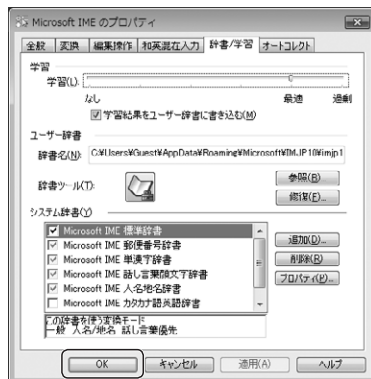 Microsoft IME のプロパティ
全般 変換 編集操作 和英混在入力 辞書/学習 オートコレクト
学習
学習(L):
なし 最適 過剰
学習結果をユーザー辞書に書き込む(M)
ユーザー辞書
辞書名(N): C:¥Users¥Guest¥AppData¥Roaming¥Microsoft¥IMJP10¥imjp1
辞書ツール(T): 参照(B)...
修復(E)...
システム辞書(Y)
Microsoft IME 標準辞書
Microsoft IME 郵便番号辞書
Microsoft IME 単漢字辞書
Microsoft IME 話し言葉顔文字辞書
Microsoft IME 人名地名辞書
Microsoft IME カタカナ語英語辞書
追加(D)...
削除(R)
プロパティ(P)...
この辞書を使う変換モード
一般 人名/地名 話し言葉優先
OK キャンセル 適用(A) ヘルプ